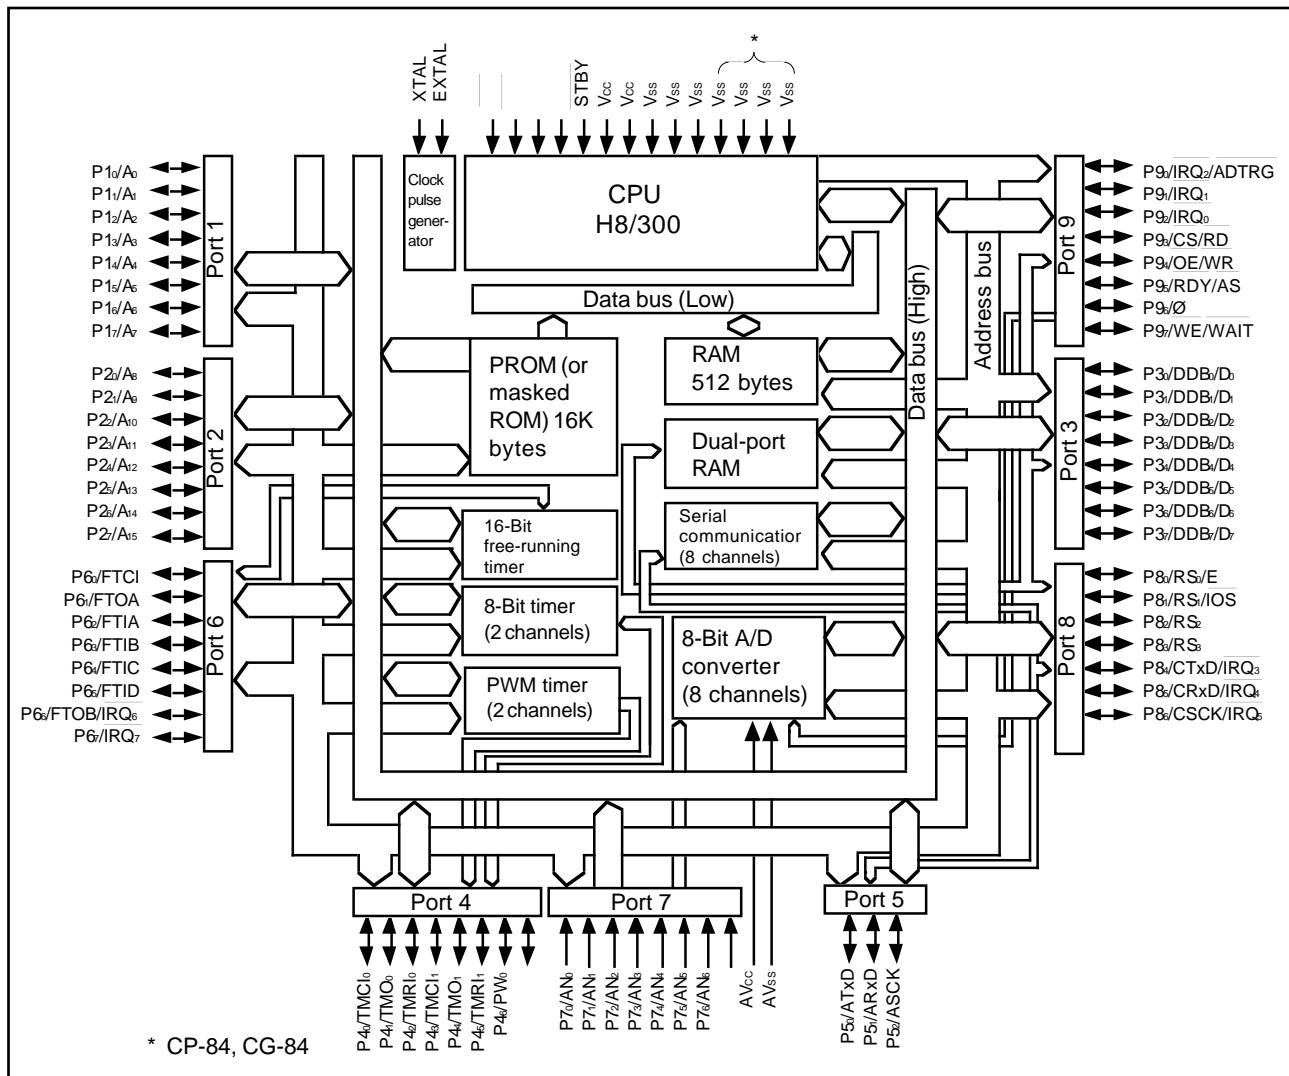 *
XTAL
EXTAL
STBY
Vcc
Vcc
Vss
Vss
Vss
Vss
Vss
Vss
Vss
P1₀/A₀
P1₁/A₁
P1₂/A₂
P1₃/A₃
P1₄/A₄
P1₅/A₅
P1₆/A₆
P1₇/A₇
Port 1
Clock
pulse
gener-
ator
CPU
H8/300
Data bus (Low)
Data bus (High)
Address bus
Port 9
P9₀/IRQ₂/ADTRG
P9₁/IRQ₁
P9₂/IRQ₀
P9₃/CS/RD
P9₄/OE/WR
P9₅/RDY/AS
P9₆/Ø
P9₇/WE/WAIT
P2₀/A₈
P2₁/A₉
P2₂/A₁₀
P2₃/A₁₁
P2₄/A₁₂
P2₅/A₁₃
P2₆/A₁₄
P2₇/A₁₅
Port 2
PROM (or
masked
ROM) 16K
bytes
RAM
512 bytes
Dual-port
RAM
Port 3
P3₀/DDB₀/D₀
P3₁/DDB₁/D₁
P3₂/DDB₂/D₂
P3₃/DDB₃/D₃
P3₄/DDB₄/D₄
P3₅/DDB₅/D₅
P3₆/DDB₆/D₆
P3₇/DDB₇/D₇
16-Bit
free-running
timer
Serial
communicatior
(8 channels)
P6₀/FTCI
P6₁/FTOA
P6₂/FTIA
P6₃/FTIB
P6₄/FTIC
P6₅/FTID
P6₆/FTOB/IRQ₆
P6₇/IRQ₇
Port 6
8-Bit timer
(2 channels)
PWM timer
(2 channels)
8-Bit A/D
converter
(8 channels)
Port 8
P8₀/RS₀/E
P8₁/RS₁/IOS
P8₂/RS₂
P8₃/RS₃
P8₄/CTxD/IRQ₃
P8₅/CRxD/IRQ₄
P8₆/CSCK/IRQ₅
Port 4
Port 7
Port 5
P4₀/TMCI₀
P4₁/TMO₀
P4₂/TMRI₀
P4₃/TMCI₁
P4₄/TMO₁
P4₅/TMRI₁
P4₆/PW₀
P7₀/AN₀
P7₁/AN₁
P7₂/AN₂
P7₃/AN₃
P7₄/AN₄
P7₅/AN₅
P7₆/AN₆
AVcc
AVss
P5₀/ATxD
P5₁/ARxD
P5₂/ASCK
* CP-84, CG-84